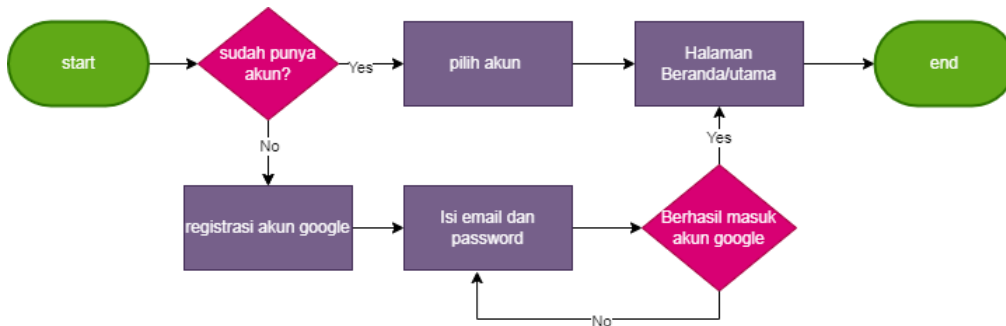 start
sudah punya
akun?
Yes
pilih akun
Halaman
Beranda/utama
end
No
Yes
registrasi akun google
Isi email dan
password
Berhasil masuk
akun google
No